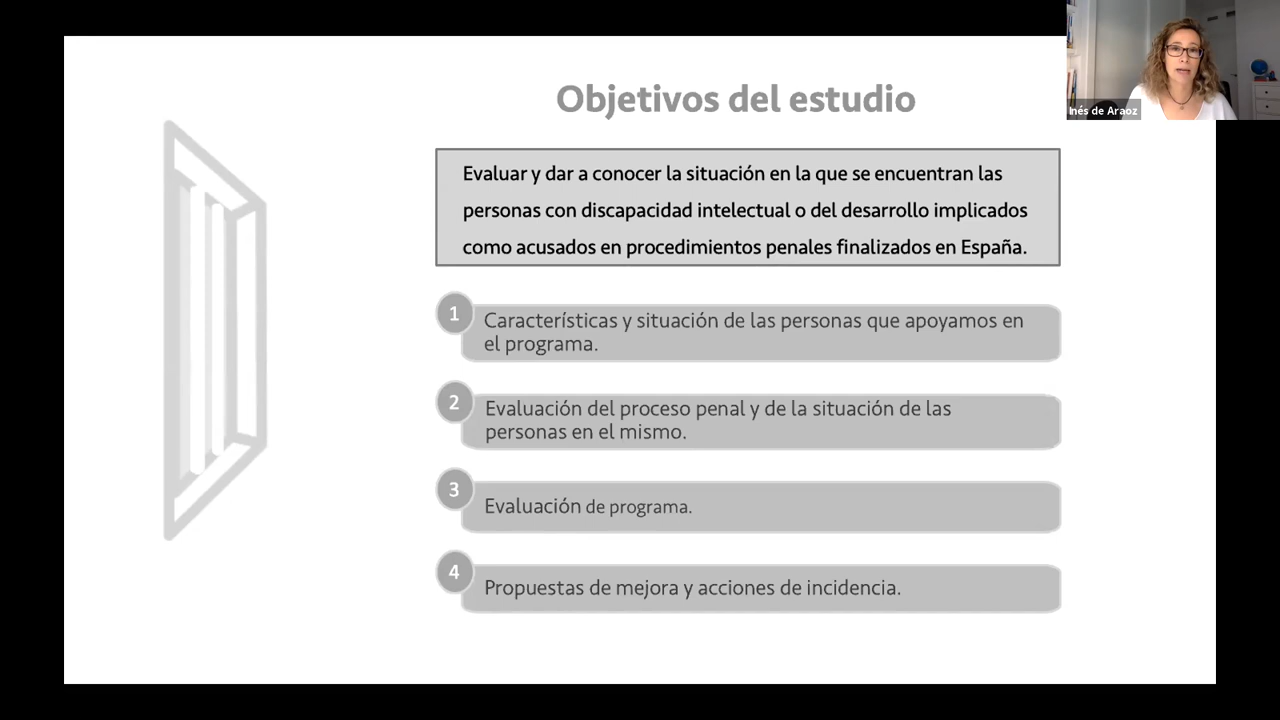 Objetivos del estudio
Inés de Araoz
Evaluar y dar a conocer la situación en la que se encuentran las
personas con discapacidad intelectual o del desarrollo implicados
como acusados en procedimientos penales finalizados en España.
1
Características y situación de las personas que apoyamos en
el programa.
2
Evaluación del proceso penal y de la situación de las
personas en el mismo.
3
Evaluación de programa.
4
Propuestas de mejora y acciones de incidencia.